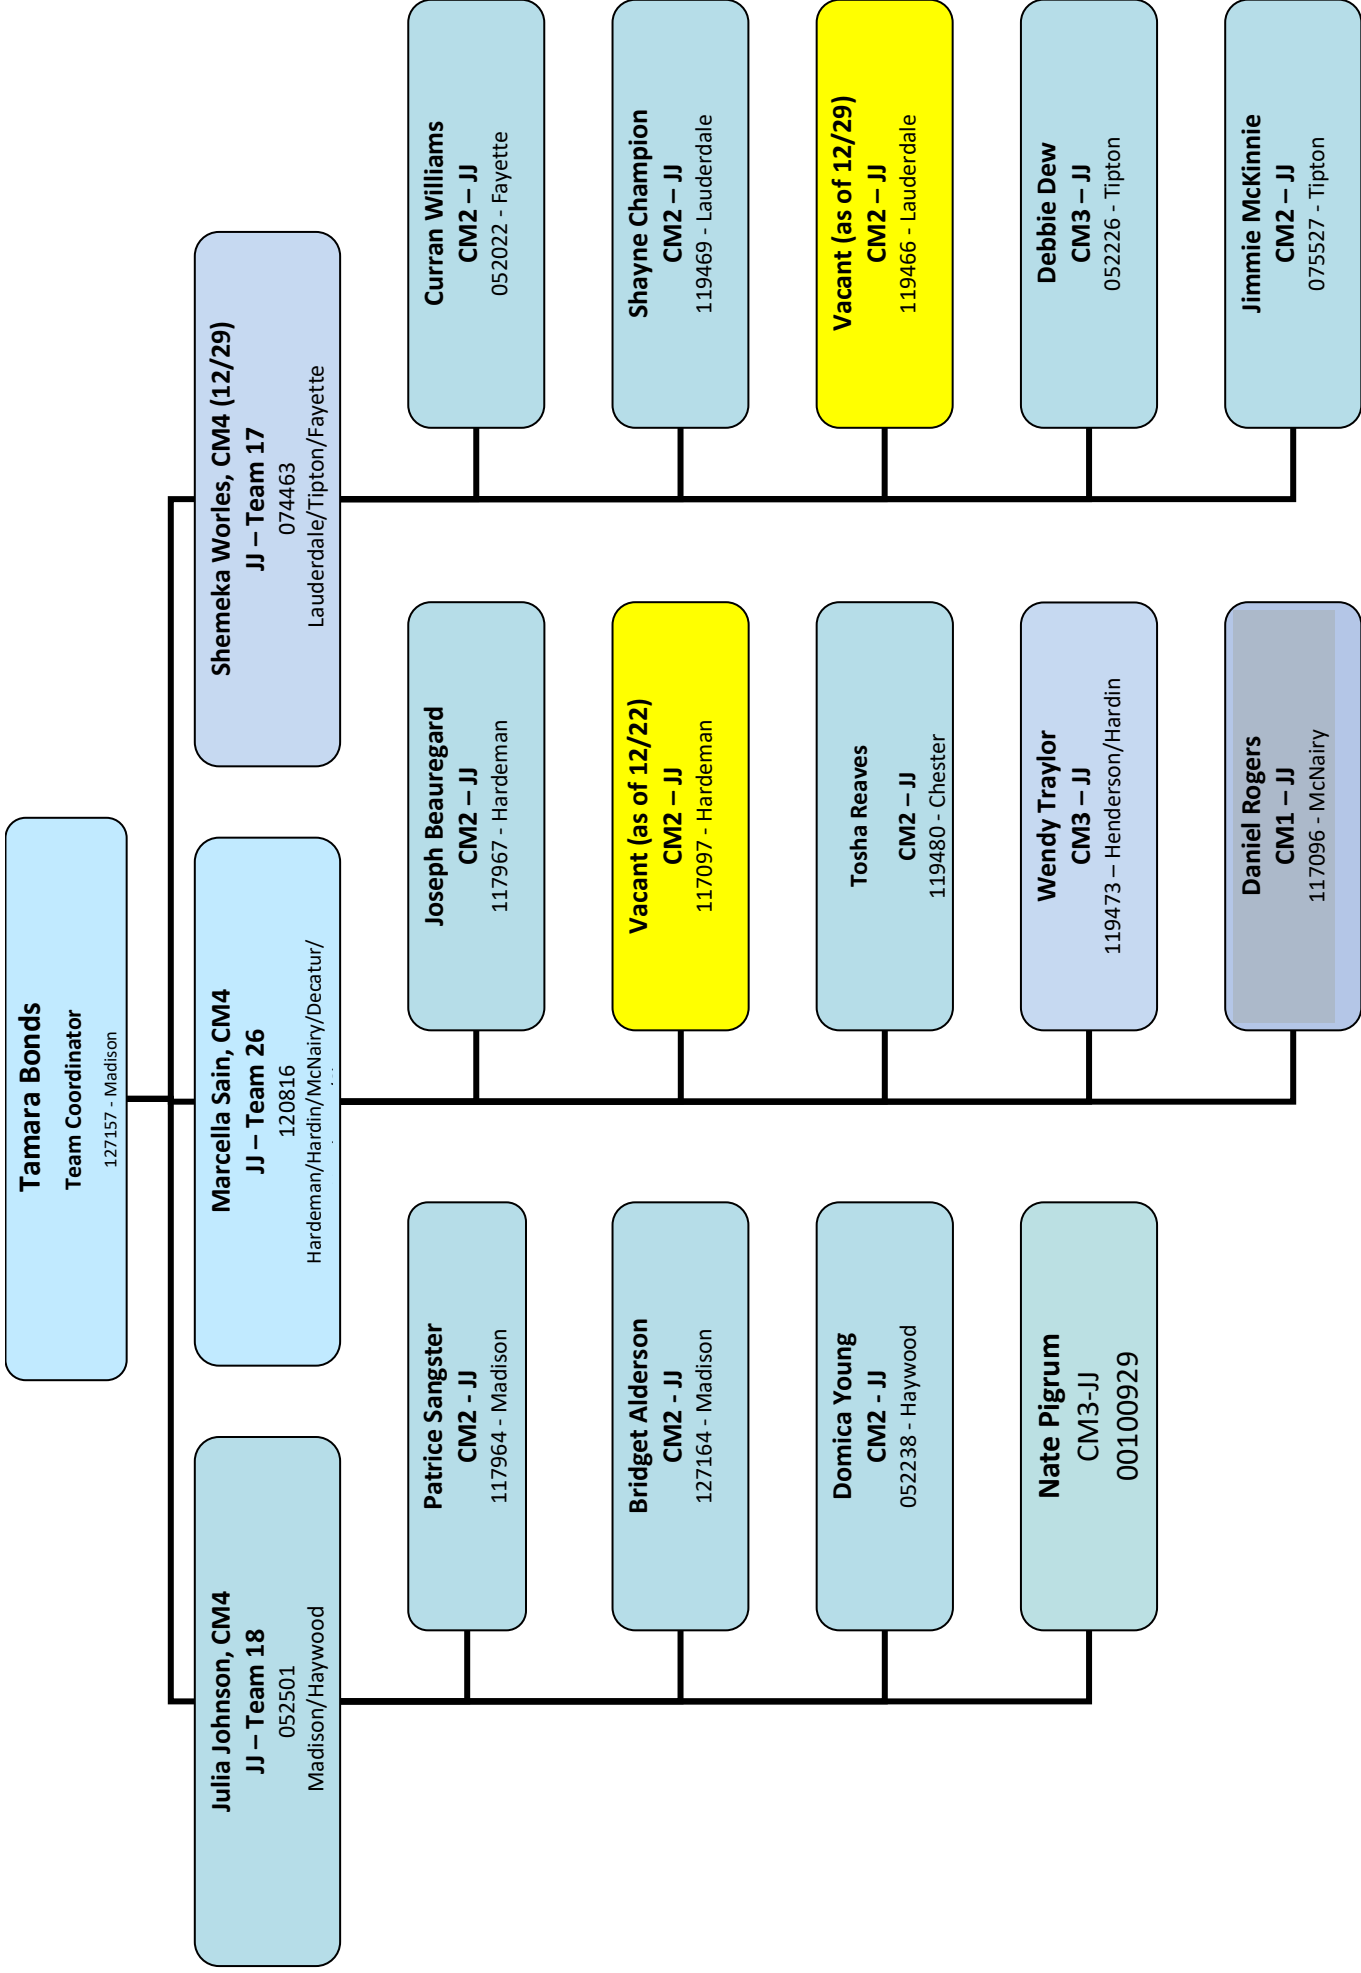 Tamara Bonds
Team Coordinator
127157 - Madison
Julia Johnson, CM4
JJ – Team 18
052501
Madison/Haywood
Patrice Sangster
CM2 - JJ
117964 - Madison
Bridget Alderson
CM2 - JJ
127164 - Madison
Domica Young
CM2 - JJ
052238 - Haywood
Nate Pigrum
CM3-JJ
00100929
Marcella Sain, CM4
JJ – Team 26
120816
Hardeman/Hardin/McNairy/Decatur/
Joseph Beauregard
CM2 – JJ
117967 - Hardeman
Vacant (as of 12/22)
CM2 – JJ
117097 - Hardeman
Tosha Reaves
CM2 – JJ
119480 - Chester
Wendy Traylor
CM3 – JJ
119473 – Henderson/Hardin
Daniel Rogers
CM1 – JJ
117096 - McNairy
Shemeka Worles, CM4 (12/29)
JJ – Team 17
074463
Lauderdale/Tipton/Fayette
Curran Williams
CM2 – JJ
052022 - Fayette
Shayne Champion
CM2 – JJ
119469 - Lauderdale
Vacant (as of 12/29)
CM2 – JJ
119466 - Lauderdale
Debbie Dew
CM3 – JJ
052226 - Tipton
Jimmie McKinnie
CM2 – JJ
075527 - Tipton